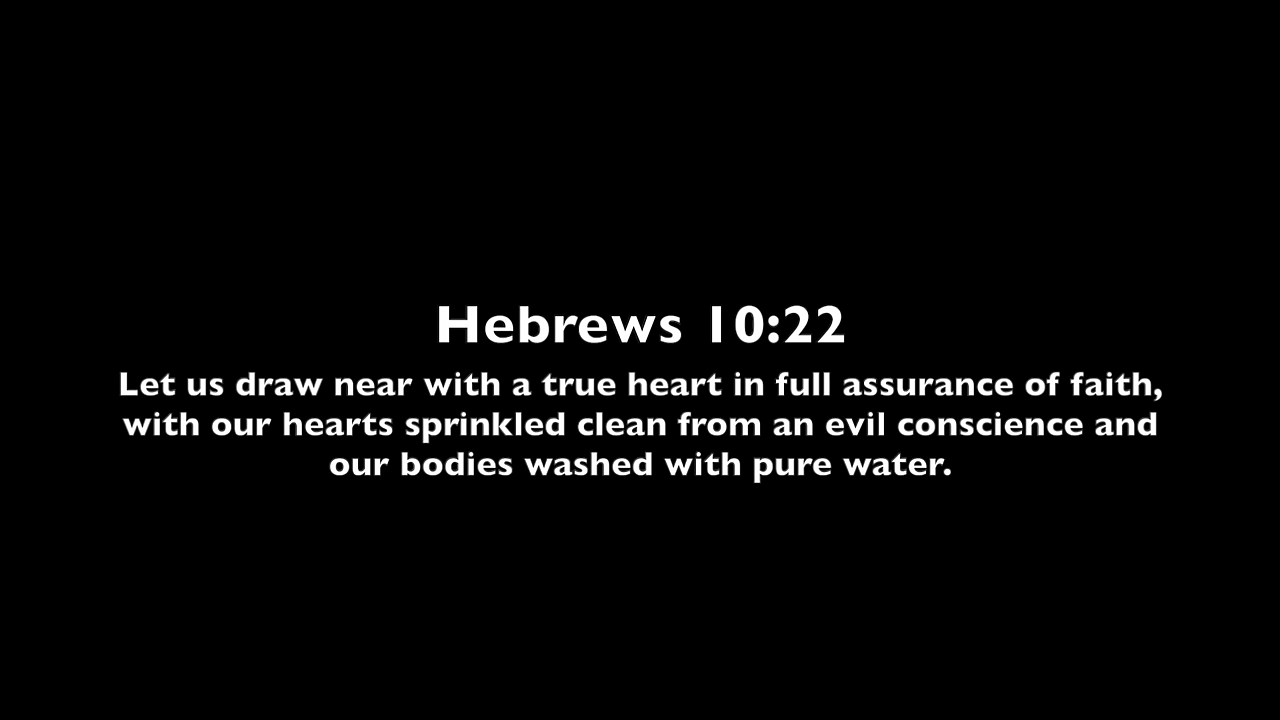 Hebrews 10:22
Let us draw near with a true heart in full assurance of faith,
with our hearts sprinkled clean from an evil conscience and
our bodies washed with pure water.